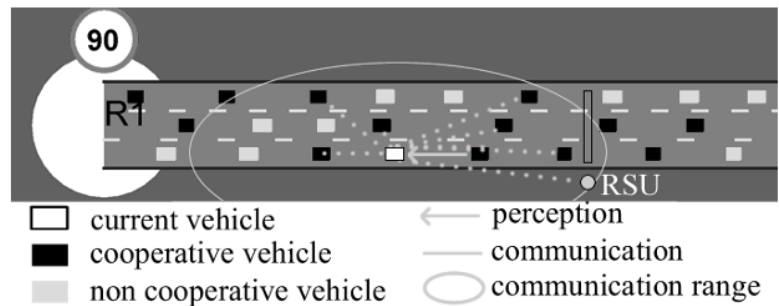 90
R1
RSU
current vehicle
perception
cooperative vehicle
communication
non cooperative vehicle
communication range